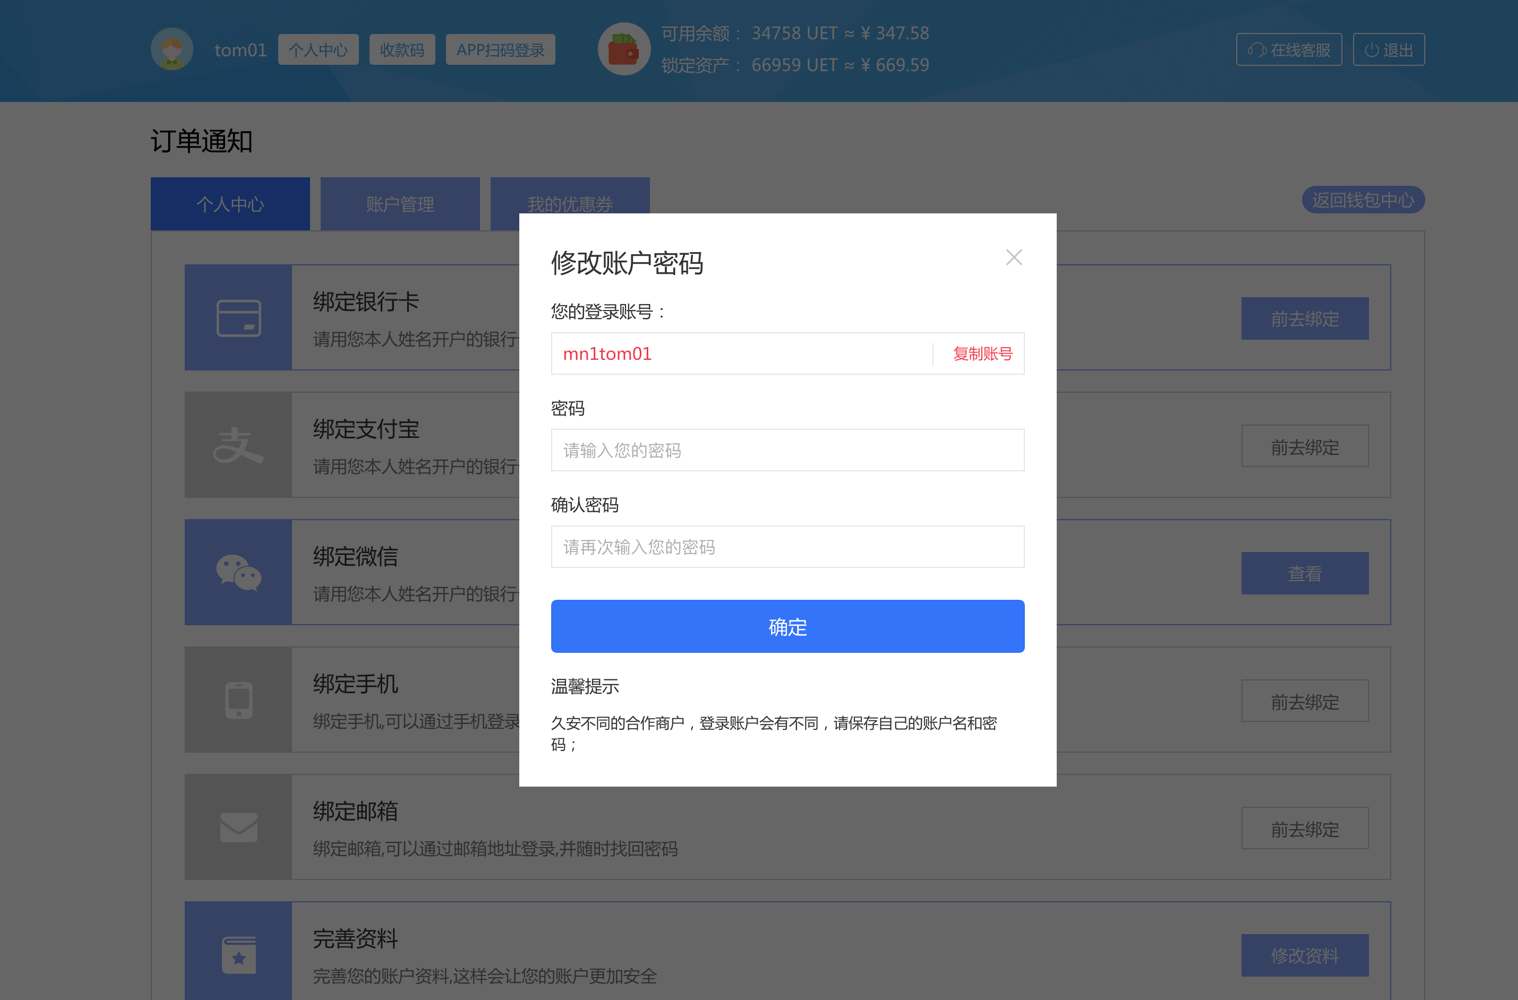 tom01 个人中心 收款码 APP扫码登录
可用余额： 34758 UET ≈ ¥ 347.58
锁定资产： 66959 UET ≈ ¥ 669.59
在线客服 退出
订单通知
个人中心 账户管理 我的优惠券 返回钱包中心
绑定银行卡
请用您本人姓名开户的银行
前去绑定
绑定支付宝
请用您本人姓名开户的银行
前去绑定
绑定微信
请用您本人姓名开户的银行
查看
绑定手机
绑定手机,可以通过手机登录
前去绑定
绑定邮箱
绑定邮箱,可以通过邮箱地址登录,并随时找回密码
前去绑定
完善资料
完善您的账户资料,这样会让您的账户更加安全
修改资料
修改账户密码
您的登录账号：
mn1tom01 复制账号
密码
请输入您的密码
确认密码
请再次输入您的密码
确定
温馨提示
久安不同的合作商户，登录账户会有不同，请保存自己的账户名和密
码；